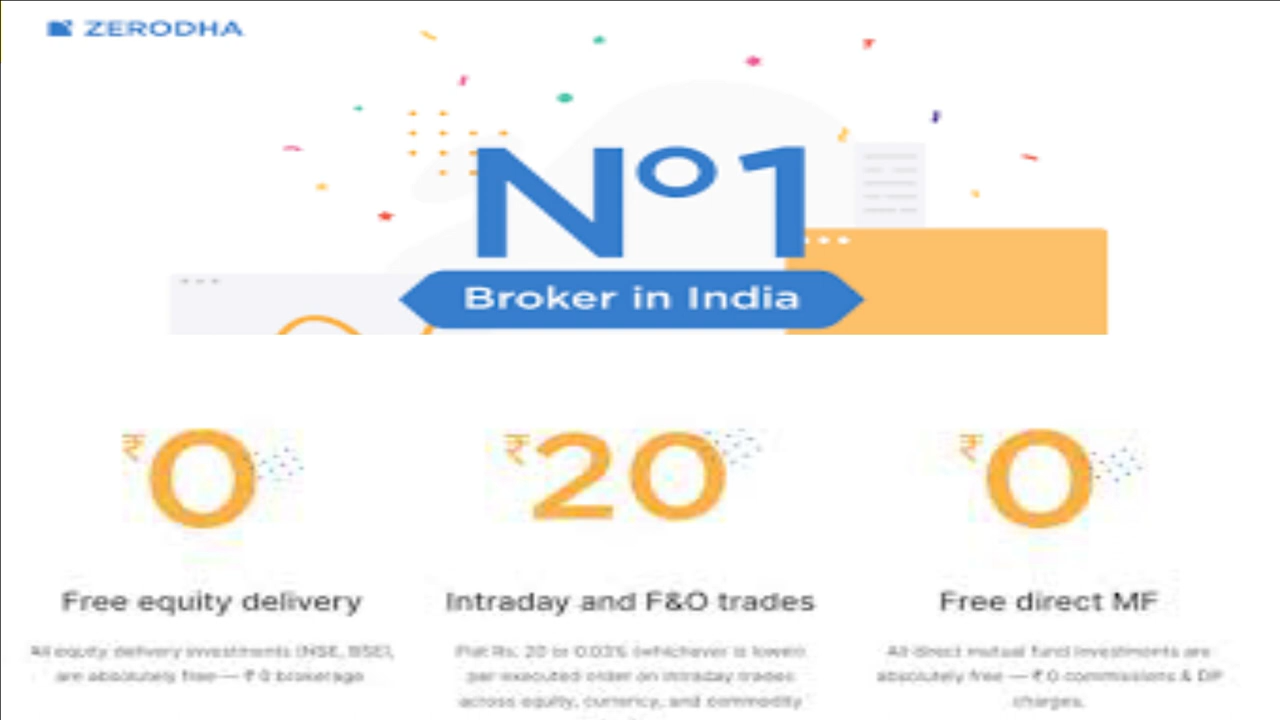 ZERODHA
Nº1
Broker in India
₹0
₹20
₹0
Free equity delivery
Intraday and F&O trades
Free direct MF
All equity delivery investments (NSE, BSE),
are absolutely free — ₹ 0 brokerage.
Flat Rs. 20 or 0.03% (whichever is lower)
per executed order on intraday trades
across equity, currency, and commodity
All direct mutual fund investments are
absolutely free — ₹ 0 commissions & DP
charges.